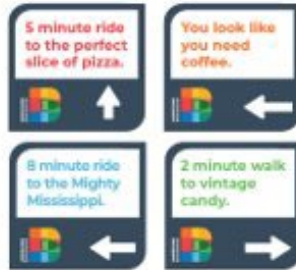 5 minute ride
to the perfect
slice of pizza.
You look like
you need
coffee.
8 minute ride
to the Mighty
Mississippi.
2 minute walk
to vintage
candy.